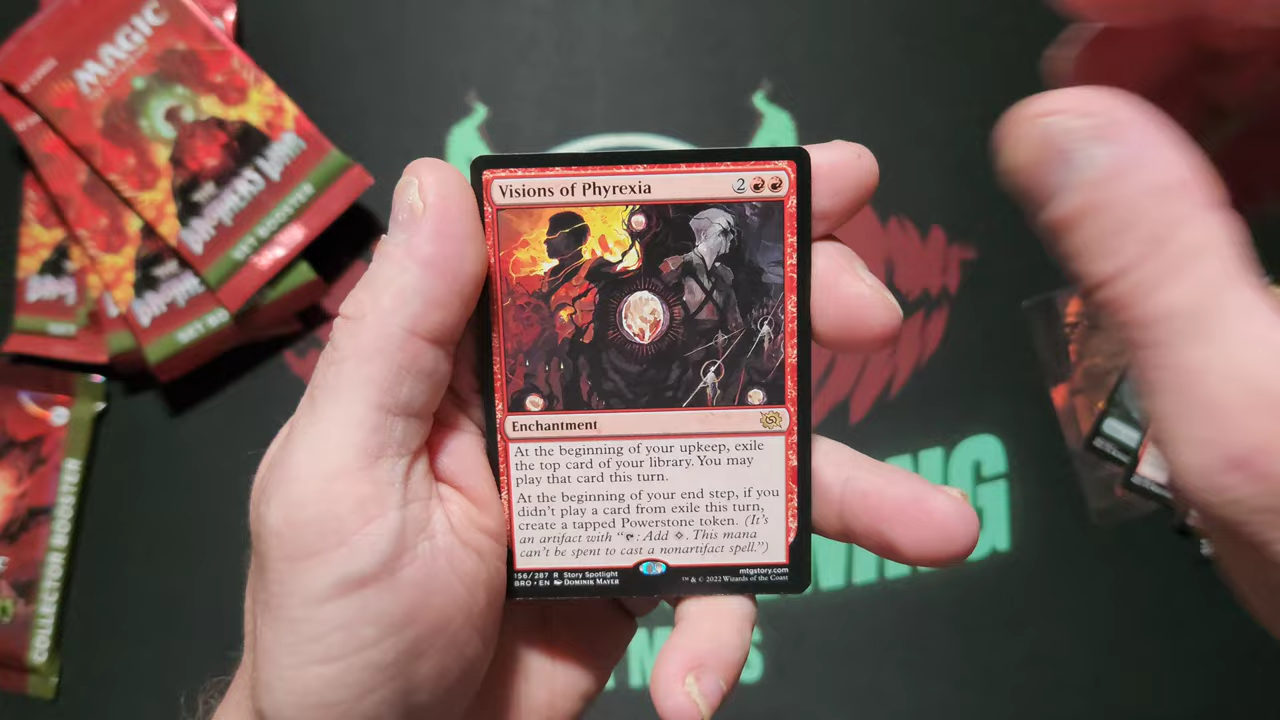 MAGIC
THE
BROTHERS' WAR
SET BOOSTER
COLLECTOR BOOSTER
Visions of Phyrexia 2
Enchantment
At the beginning of your upkeep, exile
the top card of your library. You may
play that card this turn.
At the beginning of your end step, if you
didn't play a card from exile this turn,
create a tapped Powerstone token. (It's
an artifact with “: Add . This mana
can't be spent to cast a nonartifact spell.”)
156/287 R Story Spotlight
mtgstory.com
BRO • EN Dominik Mayer
™ & © 2022 Wizards of the Coast